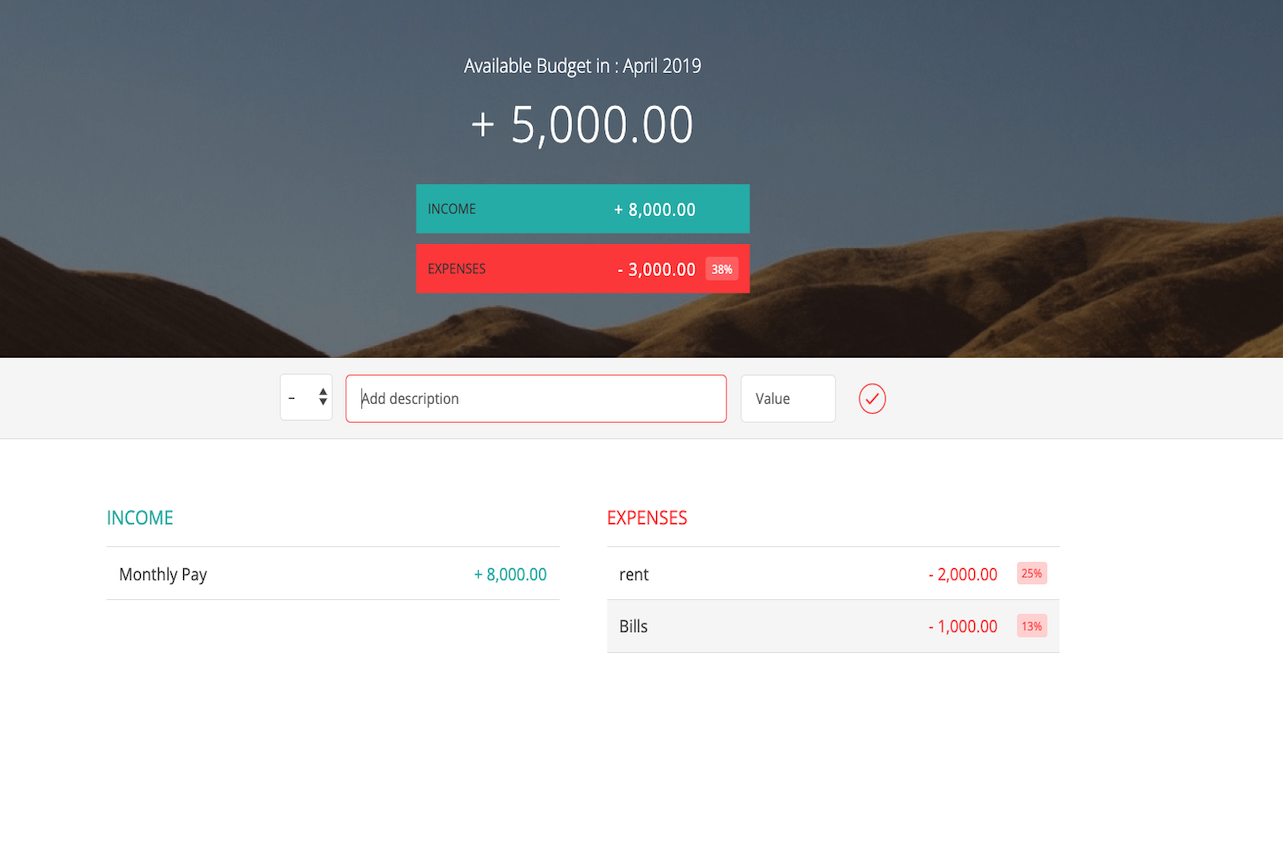 Available Budget in : April 2019
+ 5,000.00
INCOME + 8,000.00
EXPENSES - 3,000.00 38%
- Add description Value
INCOME
Monthly Pay + 8,000.00
EXPENSES
rent - 2,000.00 25%
Bills - 1,000.00 13%